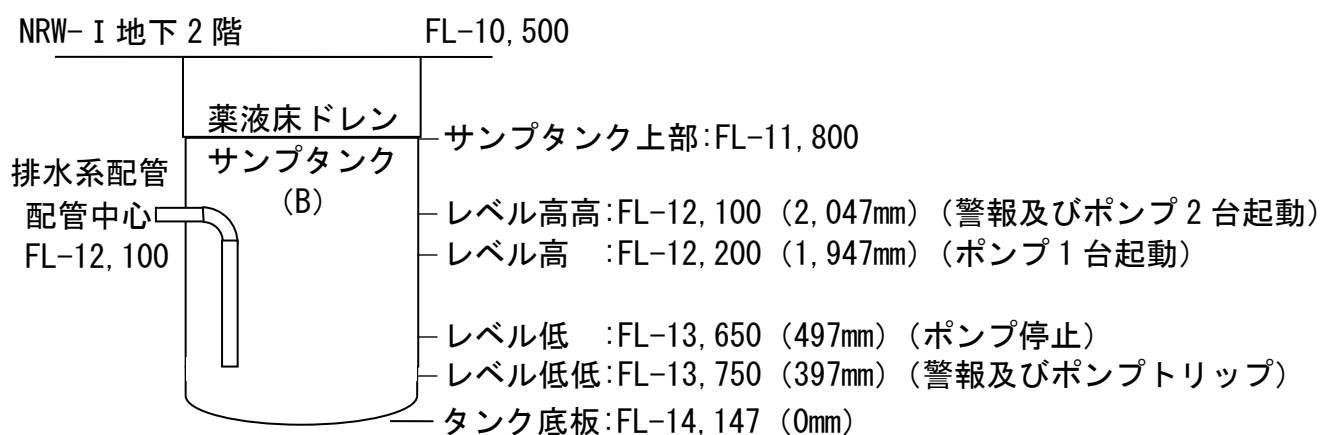 NRW-Ⅰ地下2階 FL-10,500
薬液床ドレン
サンプタンク
(B)
サンプタンク上部:FL-11,800
排水系配管
配管中心
FL-12,100
レベル高高:FL-12,100 (2,047mm) (警報及びポンプ2台起動)
レベル高 :FL-12,200 (1,947mm) (ポンプ1台起動)
レベル低 :FL-13,650 (497mm) (ポンプ停止)
レベル低低:FL-13,750 (397mm) (警報及びポンプトリップ)
タンク底板:FL-14,147 (0mm)